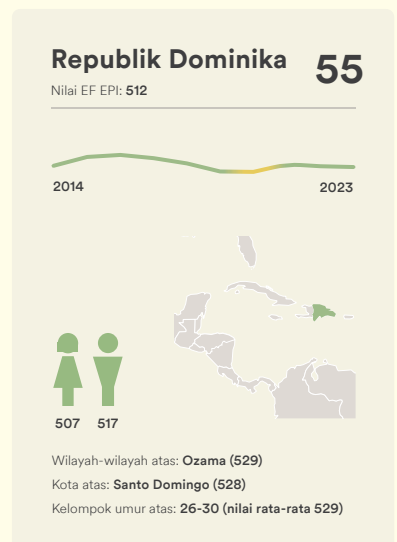 Republik Dominika
55
Nilai EF EPI: 512
2014
2023
507 517
Wilayah-wilayah atas: Ozama (529)
Kota atas: Santo Domingo (528)
Kelompok umur atas: 26-30 (nilai rata-rata 529)